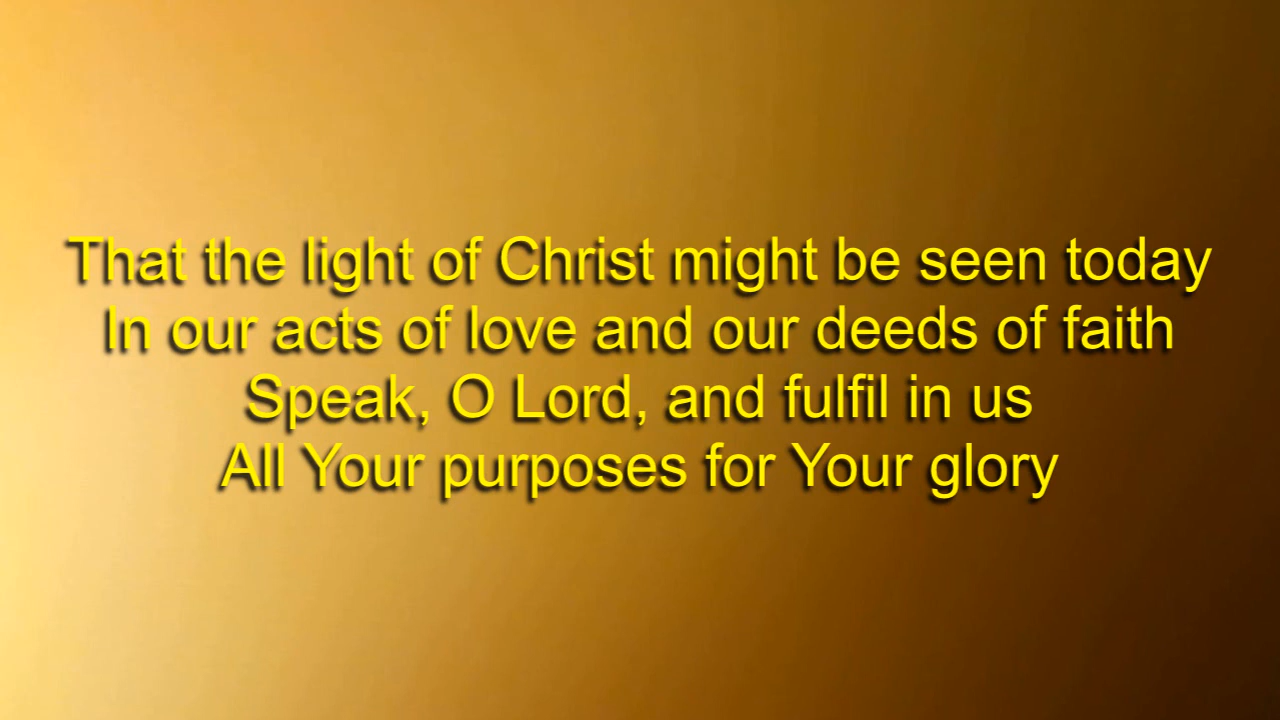 That the light of Christ might be seen today
In our acts of love and our deeds of faith
Speak, O Lord, and fulfil in us
All Your purposes for Your glory